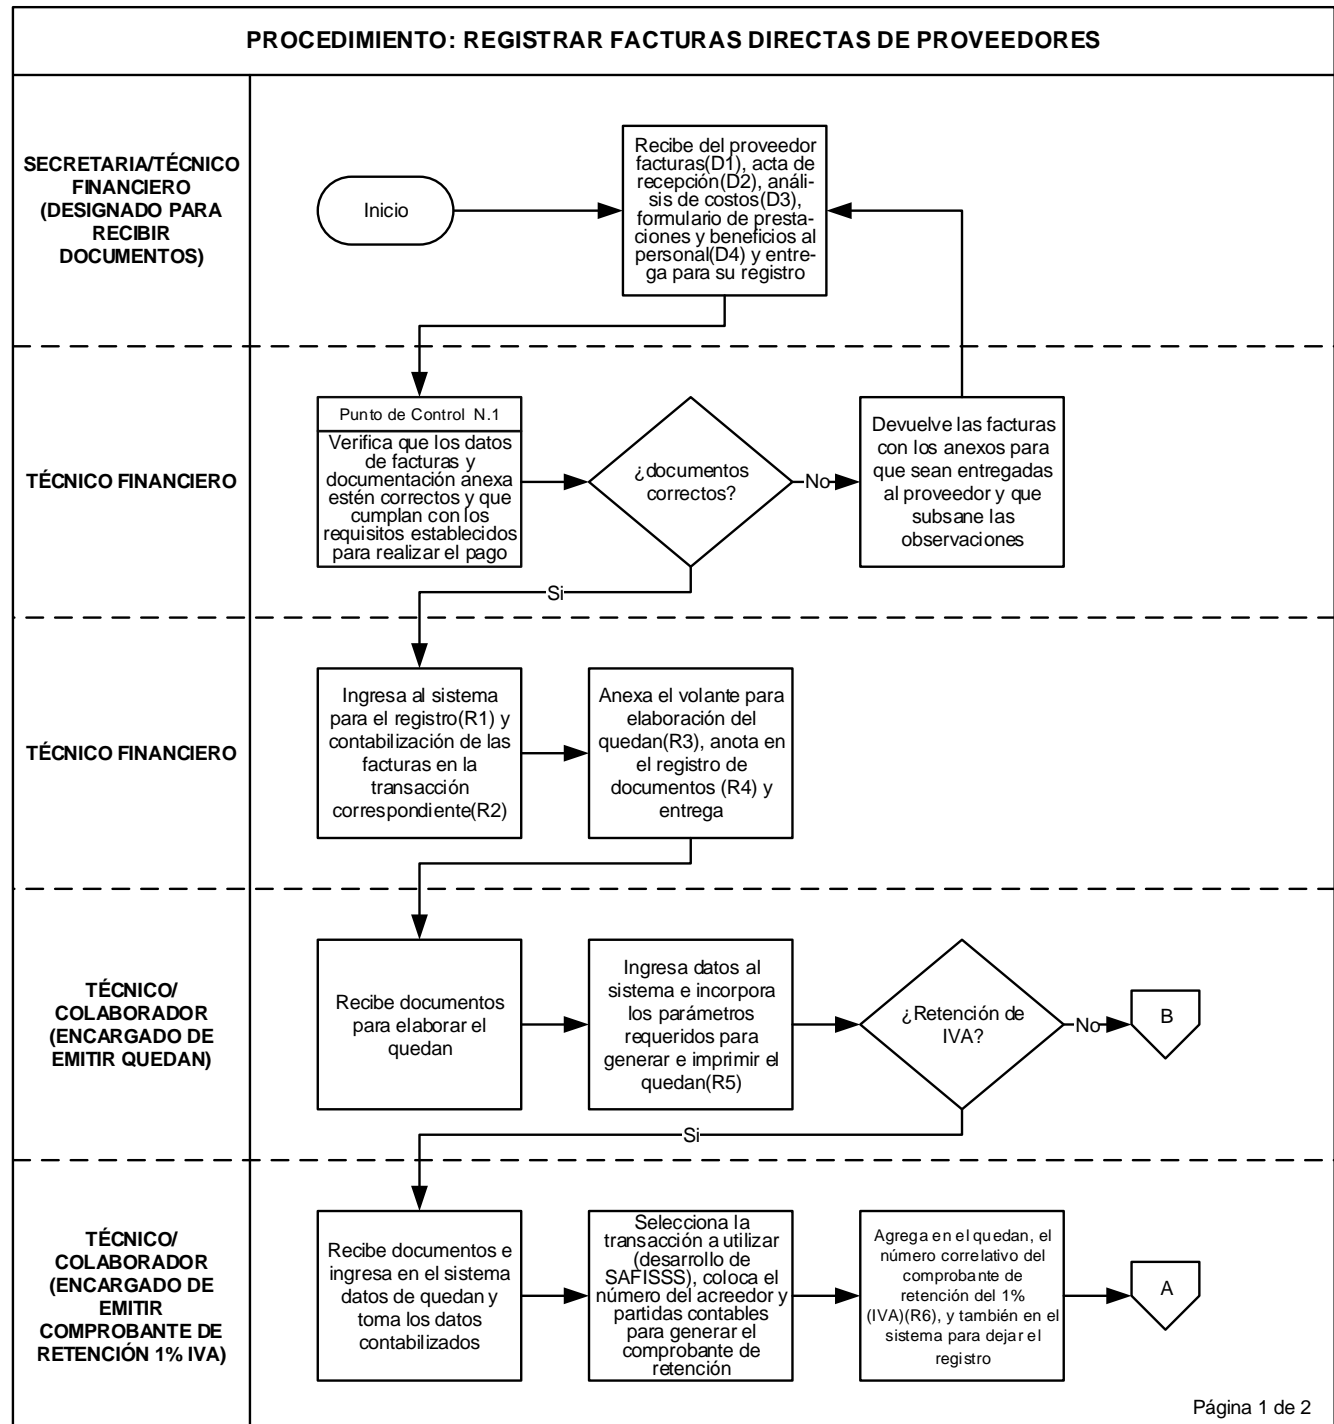 PROCEDIMIENTO: REGISTRAR FACTURAS DIRECTAS DE PROVEEDORES
SECRETARIA/TÉCNICO
FINANCIERO
(DESIGNADO PARA
RECIBIR
DOCUMENTOS)
Inicio
Recibe del proveedor
facturas(D1), acta de
recepción(D2), análi-
sis de costos(D3),
formulario de presta-
ciones y beneficios al
personal(D4) y entre-
ga para su registro
TÉCNICO FINANCIERO
Punto de Control N.1
Verifica que los datos
de facturas y
documentación anexa
estén correctos y que
cumplan con los
requisitos establecidos
para realizar el pago
¿documentos
correctos?
No
Devuelve las facturas
con los anexos para
que sean entregadas
al proveedor y que
subsane las
observaciones
Si
TÉCNICO FINANCIERO
Ingresa al sistema
para el registro(R1) y
contabilización de las
facturas en la
transacción
correspondiente(R2)
Anexa el volante para
elaboración del
quedan(R3), anota en
el registro de
documentos (R4) y
entrega
TÉCNICO/
COLABORADOR
(ENCARGADO DE
EMITIR QUEDAN)
Recibe documentos
para elaborar el
quedan
Ingresa datos al
sistema e incorpora
los parámetros
requeridos para
generar e imprimir el
quedan(R5)
¿Retención de
IVA?
No
B
Si
TÉCNICO/
COLABORADOR
(ENCARGADO DE
EMITIR
COMPROBANTE DE
RETENCIÓN 1% IVA)
Recibe documentos e
ingresa en el sistema
datos de quedan y
toma los datos
contabilizados
Selecciona la
transacción a utilizar
(desarrollo de
SAFISSS), coloca el
número del acreedor y
partidas contables
para generar el
comprobante de
retención
Agrega en el quedan, el
número correlativo del
comprobante de
retención del 1%
(IVA)(R6), y también en el
sistema para dejar el
registro
A
Página 1 de 2